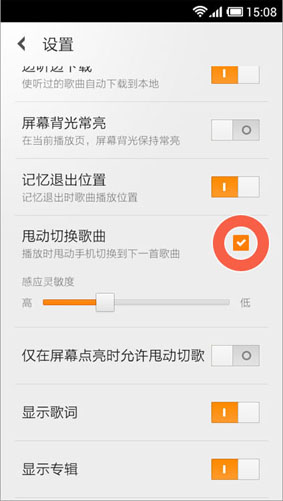 15:08
设置
边听边下载
使听过的歌曲自动下载到本地
屏幕背光常亮
在当前播放页，屏幕背光保持常亮
记忆退出位置
记忆退出时歌曲播放位置
甩动切换歌曲
播放时甩动手机切换到下一首歌曲
感应灵敏度
高 低
仅在屏幕点亮时允许甩动切歌
显示歌词
显示专辑